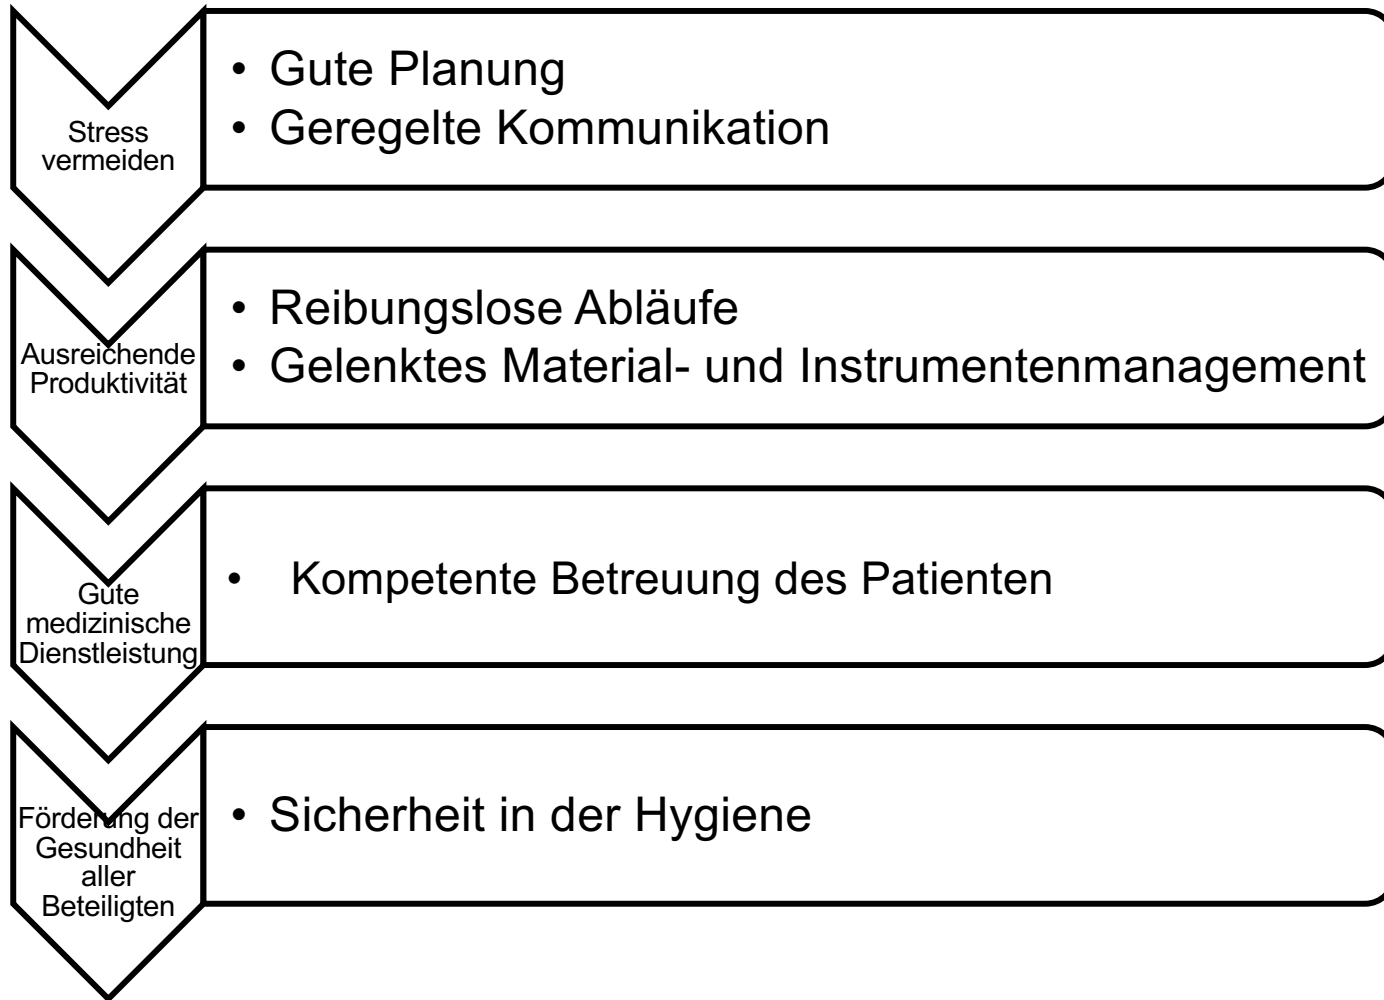 Stress
vermeiden
• Gute Planung
• Geregelte Kommunikation
Ausreichende
Produktivität
• Reibungslose Abläufe
• Gelenktes Material- und Instrumentenmanagement
Gute
medizinische
Dienstleistung
• Kompetente Betreuung des Patienten
Förderung der
Gesundheit
aller
Beteiligten
• Sicherheit in der Hygiene